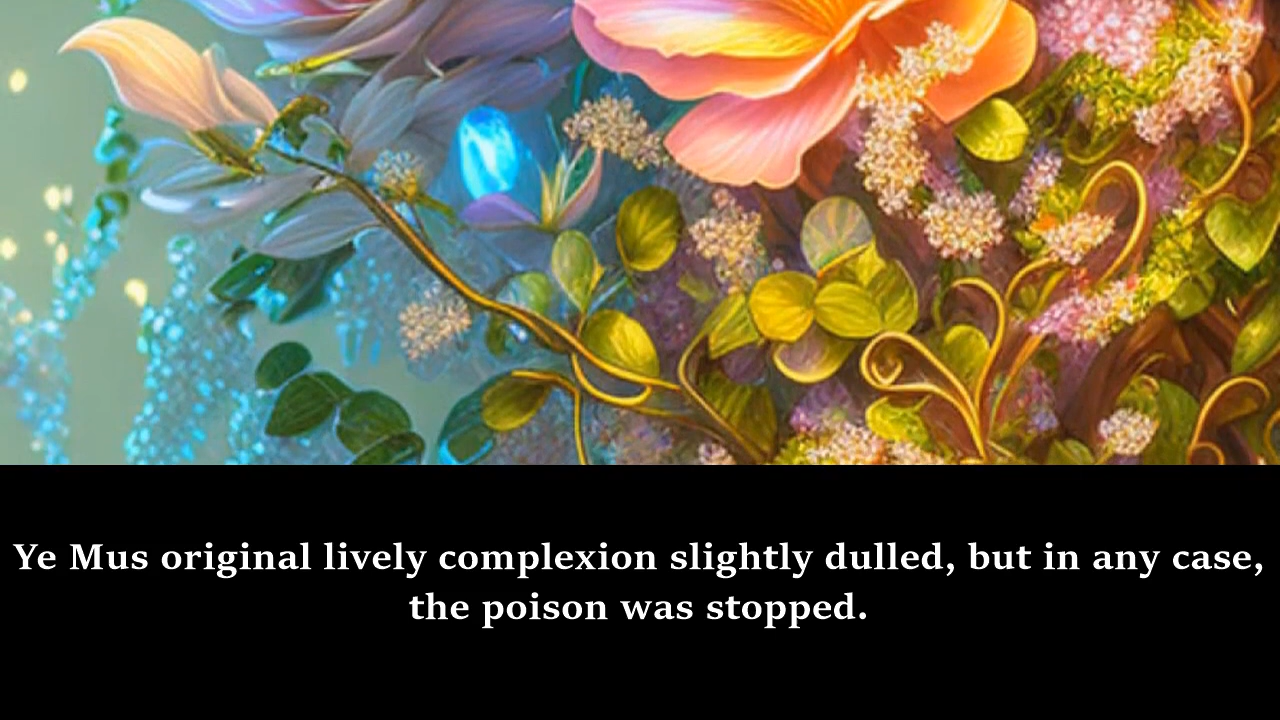 Ye Mus original lively complexion slightly dulled, but in any case,
the poison was stopped.